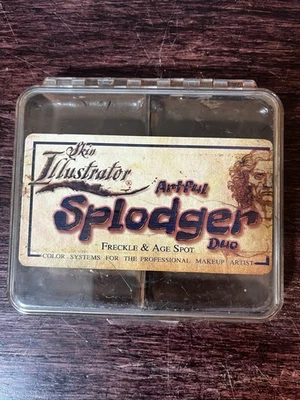 Skin
Illustrator®
Artful
Splodger
Duo
FRECKLE & AGE SPOT
COLOR SYSTEMS FOR THE PROFESSIONAL MAKEUP ARTIST